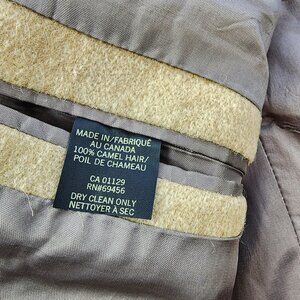 MADE IN/FABRIQUÉ
AU CANADA
100% CAMEL HAIR/
POIL DE CHAMEAU
CA 01129
RN#69456
DRY CLEAN ONLY
NETTOYER À SEC